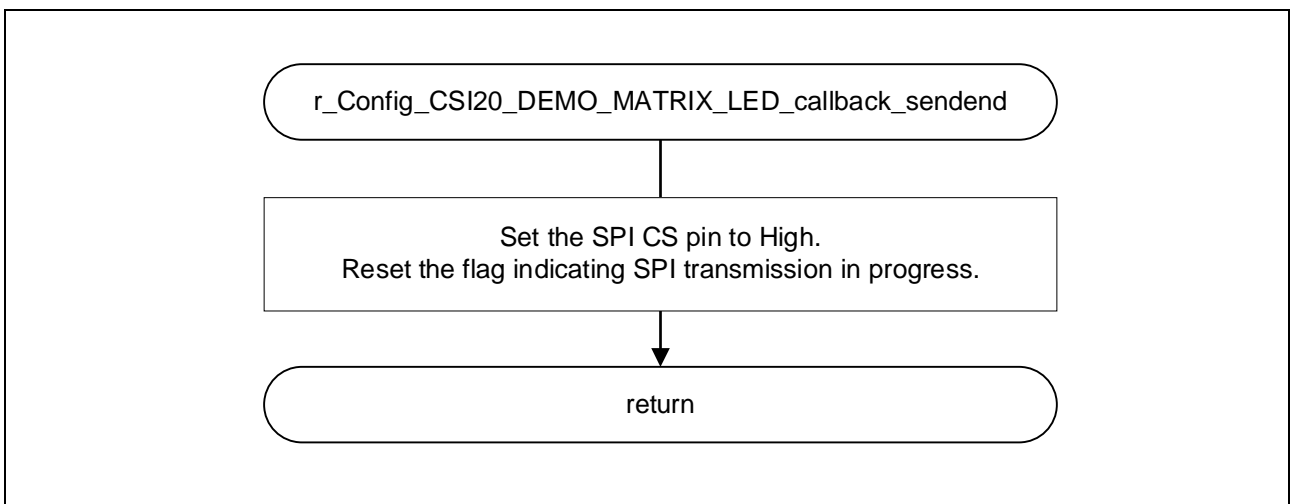 r_Config_CSI20_DEMO_MATRIX_LED_callback_sendend
Set the SPI CS pin to High.
Reset the flag indicating SPI transmission in progress.
return